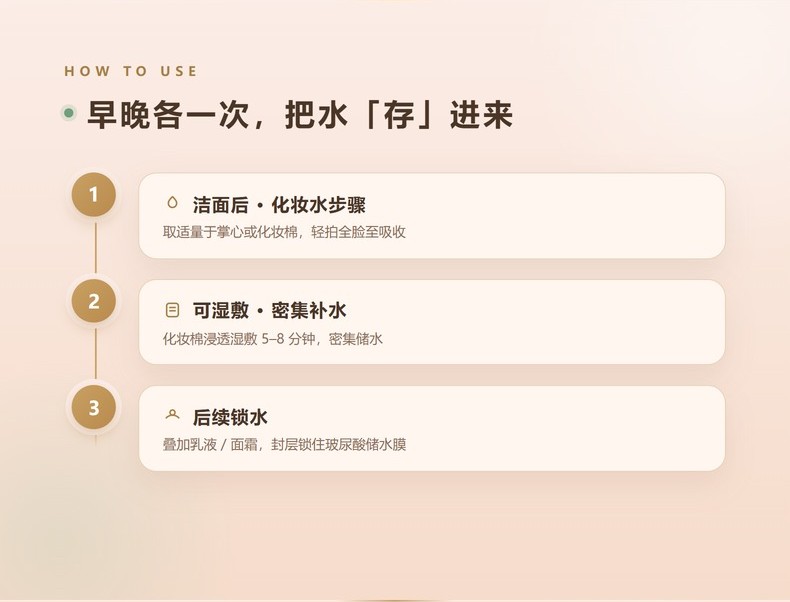 HOW TO USE
早晚各一次，把水「存」进来
1
洁面后・化妆水步骤
取适量于掌心或化妆棉，轻拍全脸至吸收
2
可湿敷・密集补水
化妆棉浸透湿敷 5–8 分钟，密集储水
3
后续锁水
叠加乳液 / 面霜，封层锁住玻尿酸储水膜